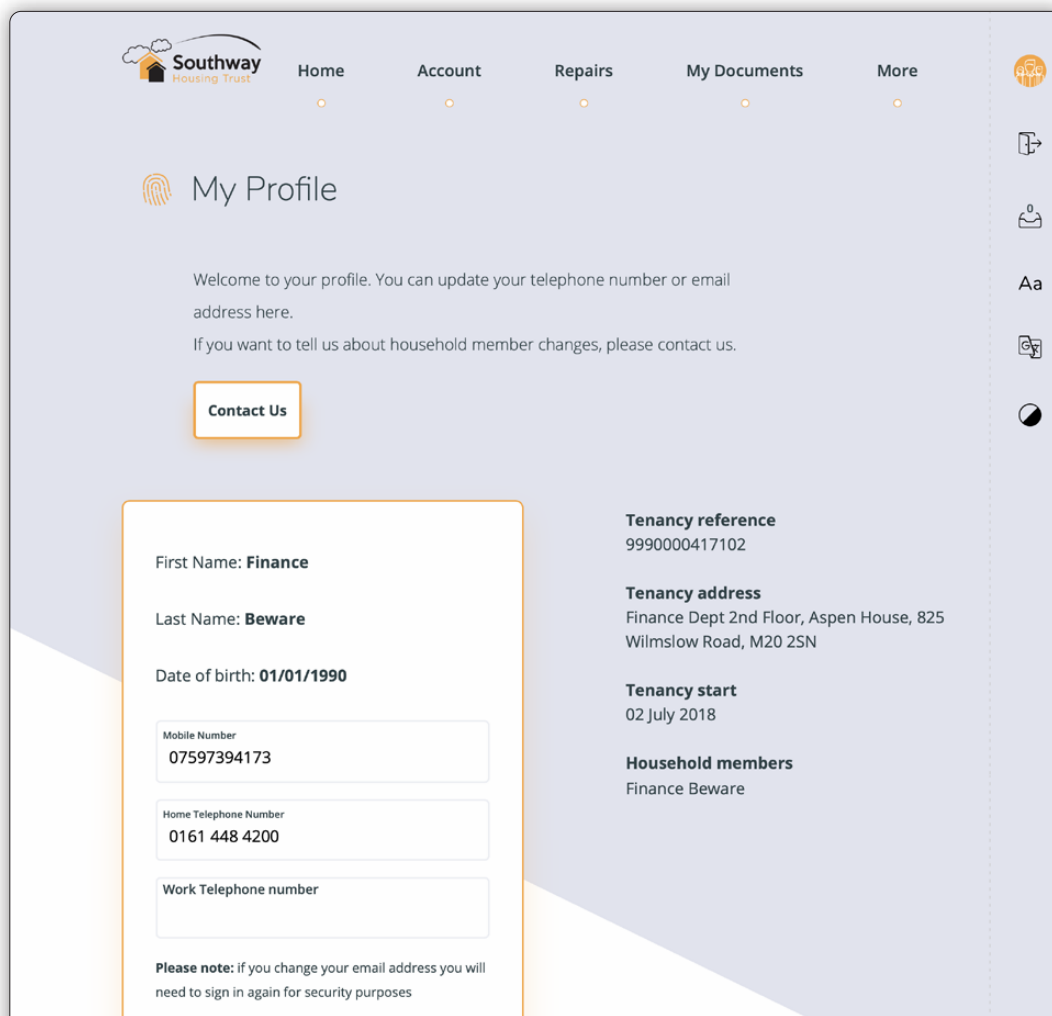 Southway
Housing Trust
Home
Account
Repairs
My Documents
More
My Profile
0
Aa
G
Welcome to your profile. You can update your telephone number or email
address here.
If you want to tell us about household member changes, please contact us.
Contact Us
First Name: Finance
Last Name: Beware
Date of birth: 01/01/1990
Mobile Number
07597394173
Home Telephone Number
0161 448 4200
Work Telephone number
Please note: if you change your email address you will
need to sign in again for security purposes
Tenancy reference
9990000417102
Tenancy address
Finance Dept 2nd Floor, Aspen House, 825
Wilmslow Road, M20 2SN
Tenancy start
02 July 2018
Household members
Finance Beware